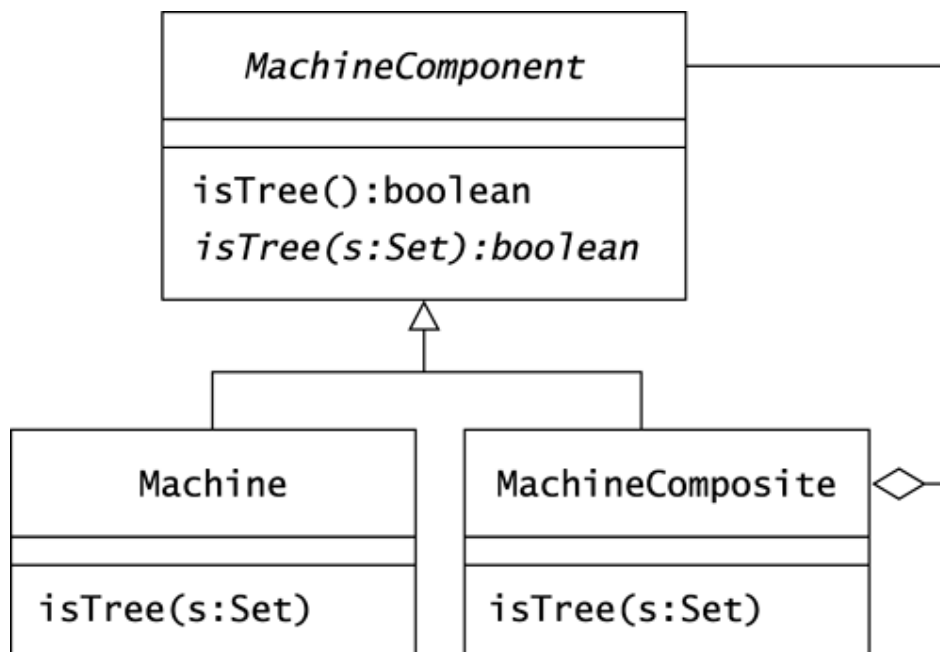 MachineComponent
isTree():boolean
isTree(s:Set):boolean
Machine
isTree(s:Set)
MachineComposite
isTree(s:Set)